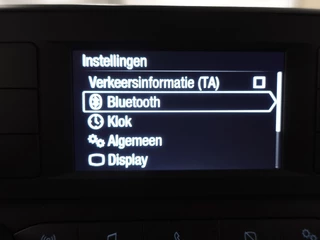 Instellingen
Verkeersinformatie (TA)
Bluetooth
Klok
Algemeen
Display